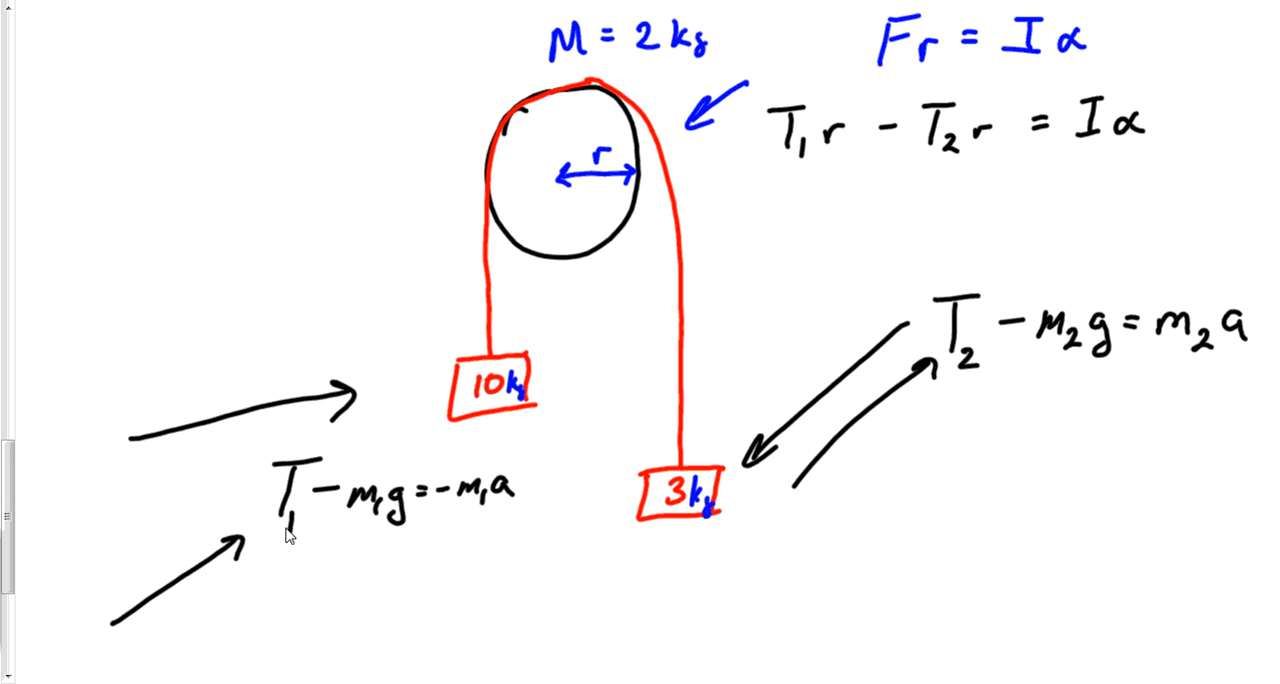 M = 2 kg
Fr = Iα
T₁r - T₂r = Iα
r
T₂ - m₂g = m₂a
10kg
T₁ - m₁g = -m₁a
3kg